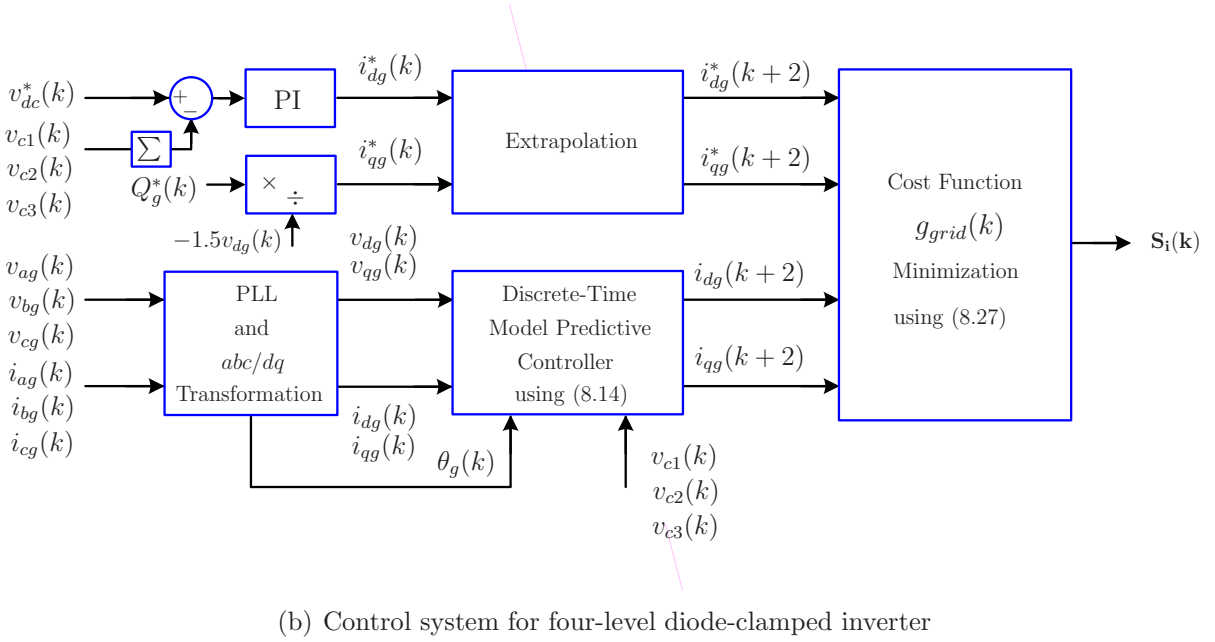 v*dc(k)
+
−
PI
i*dg(k)
vc1(k)
∑
vc2(k)
vc3(k)
Q*g(k)
×
÷
i*qg(k)
−1.5vdg(k)
Extrapolation
i*dg(k + 2)
i*qg(k + 2)
vag(k)
vbg(k)
vcg(k)
iag(k)
ibg(k)
icg(k)
PLL
and
abc/dq
Transformation
vdg(k)
vqg(k)
idg(k)
iqg(k)
θg(k)
Discrete-Time
Model Predictive
Controller
using (8.14)
vc1(k)
vc2(k)
vc3(k)
idg(k + 2)
iqg(k + 2)
Cost Function
ggrid(k)
Minimization
using (8.27)
Si(k)
(b) Control system for four-level diode-clamped inverter